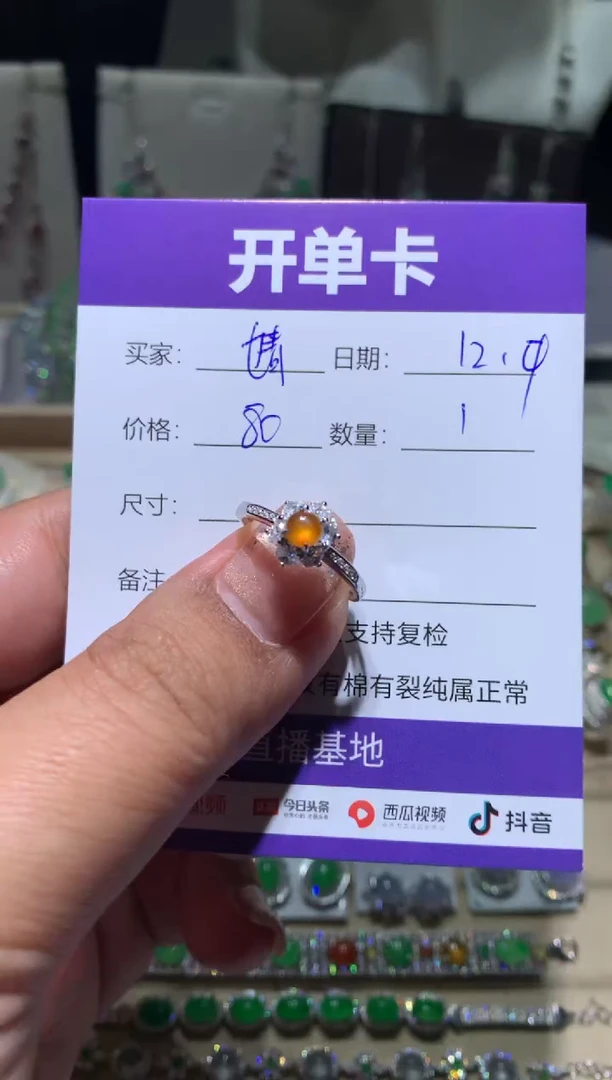 开单卡
买家： 日期：12.4
价格：80 数量：1
尺寸：
备注
支持复检
有棉有裂纯属正常
直播基地
视频 今日头条 西瓜视频 抖音